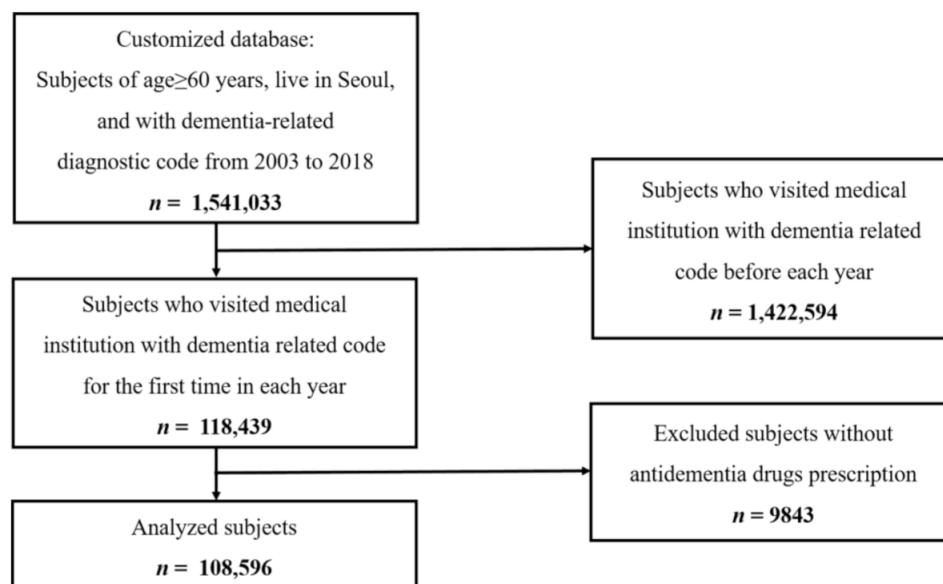 Customized database:
Subjects of age≥60 years, live in Seoul,
and with dementia-related
diagnostic code from 2003 to 2018
n = 1,541,033
Subjects who visited medical
institution with dementia related
code before each year
n = 1,422,594
Subjects who visited medical
institution with dementia related code
for the first time in each year
n = 118,439
Excluded subjects without
antidementia drugs prescription
n = 9843
Analyzed subjects
n = 108,596